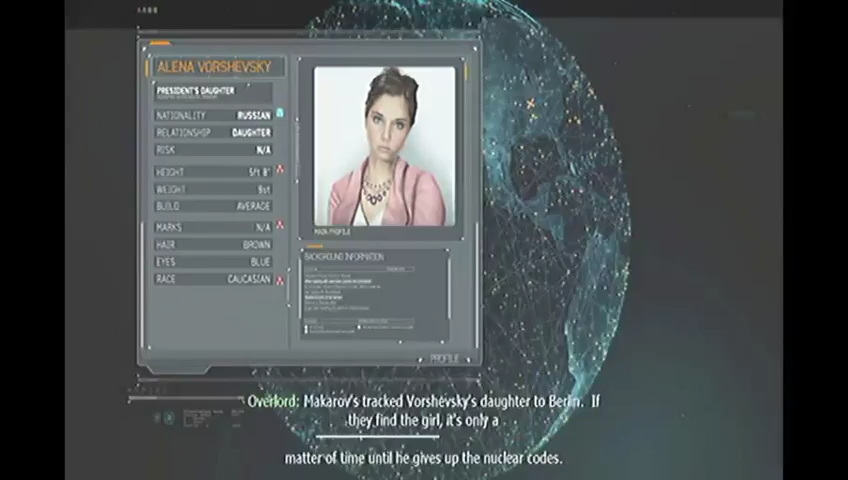 ALENA VORSHEVSKY
PRESIDENT'S DAUGHTER
NATIONALITY RUSSIAN
RELATIONSHIP DAUGHTER
RISK N/A
HEIGHT 5ft 8"
WEIGHT 9st
BUILD AVERAGE
MARKS N/A
HAIR BROWN
EYES BLUE
RACE CAUCASIAN
MAIN PROFILE
BACKGROUND INFORMATION
PROFILE
Overlord: Makarov's tracked Vorshevsky's daughter to Berlin. If
they find the girl, it's only a
matter of time until he gives up the nuclear codes.